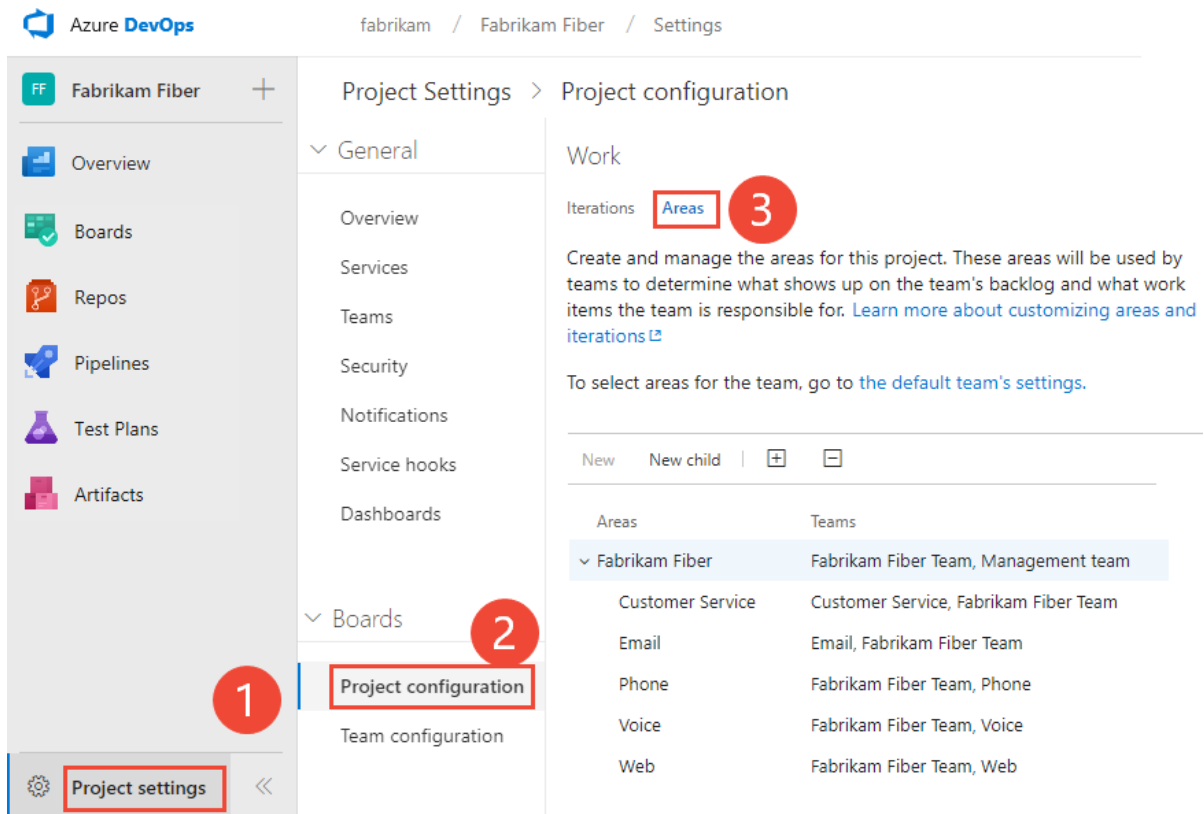 Azure DevOps
fabrikam / Fabrikam Fiber / Settings
FF Fabrikam Fiber
Overview
Boards
Repos
Pipelines
Test Plans
Artifacts
1
Project settings
Project Settings > Project configuration
General
Overview
Services
Teams
Security
Notifications
Service hooks
Dashboards
Boards
2
Project configuration
Team configuration
Work
Iterations Areas 3
Create and manage the areas for this project. These areas will be used by
teams to determine what shows up on the team's backlog and what work
items the team is responsible for. Learn more about customizing areas and
iterations
To select areas for the team, go to the default team's settings.
New New child
Areas Teams
Fabrikam Fiber Fabrikam Fiber Team, Management team
Customer Service Customer Service, Fabrikam Fiber Team
Email Email, Fabrikam Fiber Team
Phone Fabrikam Fiber Team, Phone
Voice Fabrikam Fiber Team, Voice
Web Fabrikam Fiber Team, Web